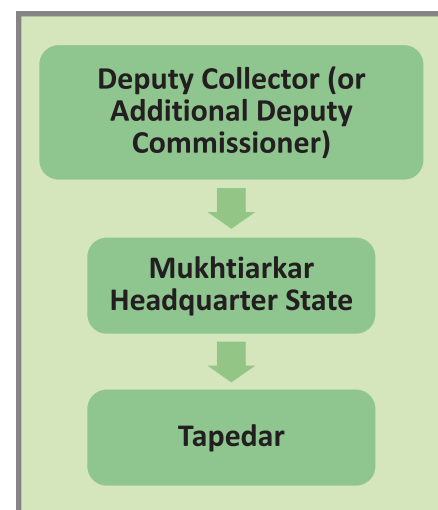 Deputy Collector (or
Additional Deputy
Commissioner)
Mukhtiarkar
Headquarter State
Tapedar